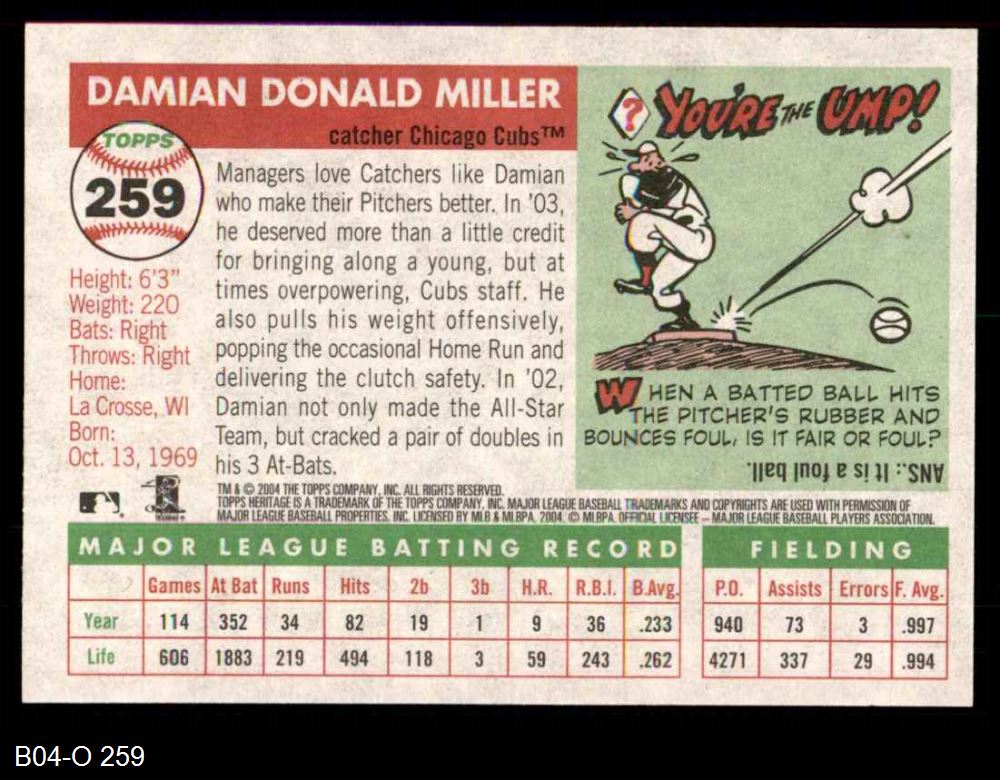 DAMIAN DONALD MILLER
catcher Chicago Cubs™
TOPPS
259
Height: 6'3"
Weight: 220
Bats: Right
Throws: Right
Home:
La Crosse, WI
Born:
Oct. 13, 1969
Managers love Catchers like Damian
who make their Pitchers better. In '03,
he deserved more than a little credit
for bringing along a young, but at
times overpowering, Cubs staff. He
also pulls his weight offensively,
popping the occasional Home Run and
delivering the clutch safety. In '02,
Damian not only made the All-Star
Team, but cracked a pair of doubles in
his 3 At-Bats.
? YOU'RE THE UMP!
WHEN A BATTED BALL HITS
THE PITCHER'S RUBBER AND
BOUNCES FOUL, IS IT FAIR OR FOUL?
ANS.: It is a foul ball.
TM & © 2004 THE TOPPS COMPANY, INC. ALL RIGHTS RESERVED.
TOPPS HERITAGE IS A TRADEMARK OF THE TOPPS COMPANY, INC. MAJOR LEAGUE BASEBALL TRADEMARKS AND COPYRIGHTS ARE USED WITH PERMISSION OF
MAJOR LEAGUE BASEBALL PROPERTIES, INC. LICENSED BY MLB & MLBPA, 2004. © MLBPA. OFFICIAL LICENSEE – MAJOR LEAGUE BASEBALL PLAYERS ASSOCIATION.
MAJOR LEAGUE BATTING RECORD
Games At Bat Runs Hits 2b 3b H.R. R.B.I. B.Avg.
Year 114 352 34 82 19 1 9 36 .233
Life 606 1883 219 494 118 3 59 243 .262
FIELDING
P.O. Assists Errors F. Avg.
940 73 3 .997
4271 337 29 .994
B04-O 259